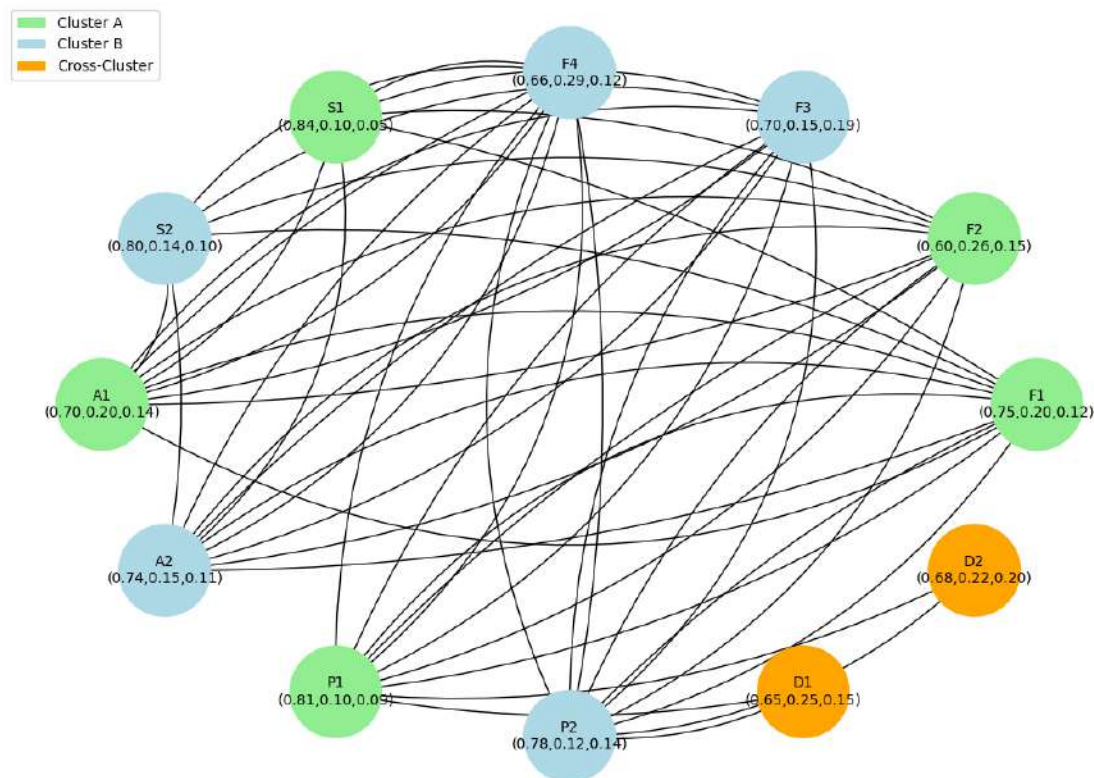 Cluster A
Cluster B
Cross-Cluster
F4
(0.66,0.29,0.12)
S1
(0.84,0.10,0.05)
F3
(0.70,0.15,0.19)
S2
(0.80,0.14,0.10)
F2
(0.60,0.26,0.15)
A1
(0.70,0.20,0.14)
F1
(0.75,0.20,0.12)
A2
(0.74,0.15,0.11)
D2
(0.68,0.22,0.20)
P1
(0.81,0.10,0.09)
D1
(0.65,0.25,0.15)
P2
(0.78,0.12,0.14)